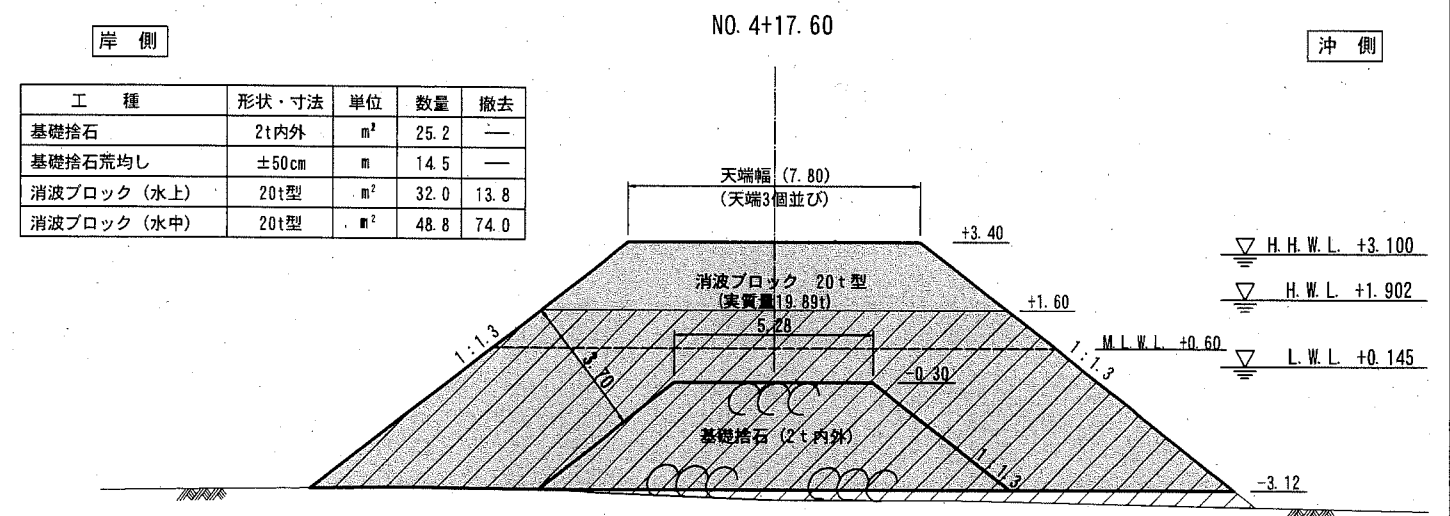 NO. 4+17.60
岸 側
沖 側
工 種 形状・寸法 単位 数量 撤去
基礎捨石 2t内外 m² 25.2 —
基礎捨石荒均し ±50cm m 14.5 —
消波ブロック (水上) 20t型 m² 32.0 13.8
消波ブロック (水中) 20t型 m² 48.8 74.0
天端幅 (7.80)
(天端3個並び)
+3.40
H.H.W.L. +3.100
消波ブロック 20t型
(実質量19.89t)
H.W.L. +1.902
+1.60
5.28
1:1.3
3.70
M.L.W.L. +0.60
1:1.3
L.W.L. +0.145
-0.30
基礎捨石 (2t内外)
1:1.3
-3.12